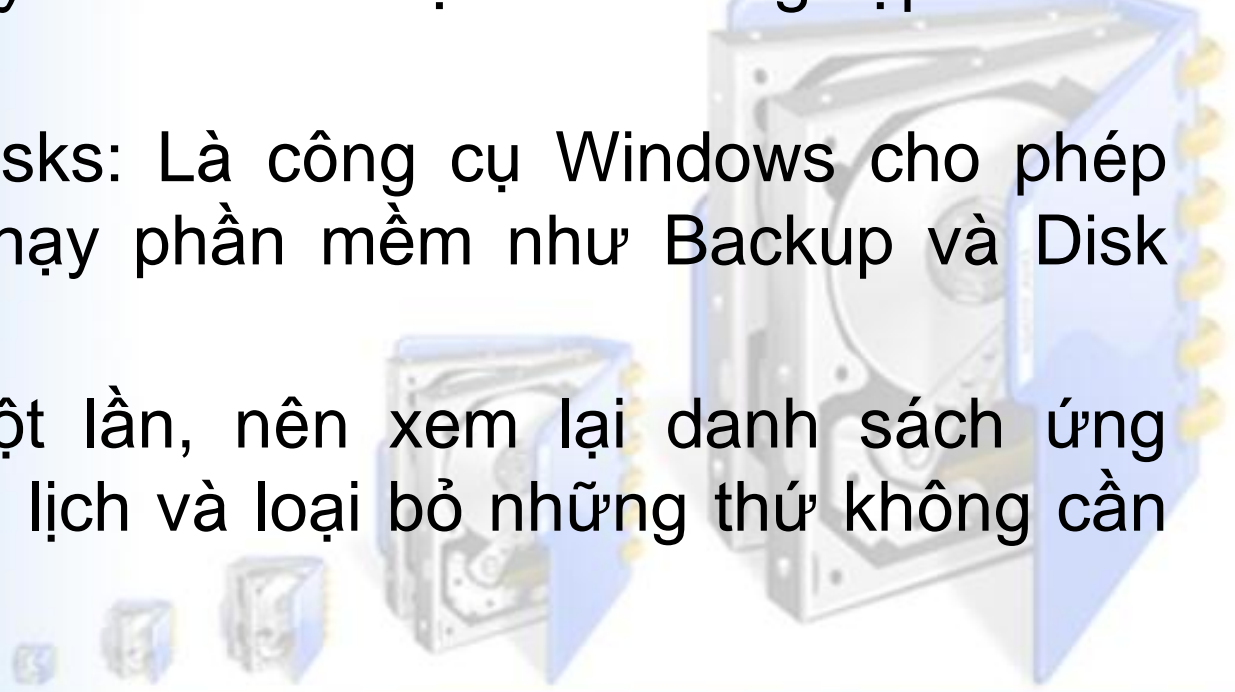 sks: Là công cụ Windows cho phép
hạy phần mềm như Backup và Disk
ột lần, nên xem lại danh sách ứng
lịch và loại bỏ những thứ không cần